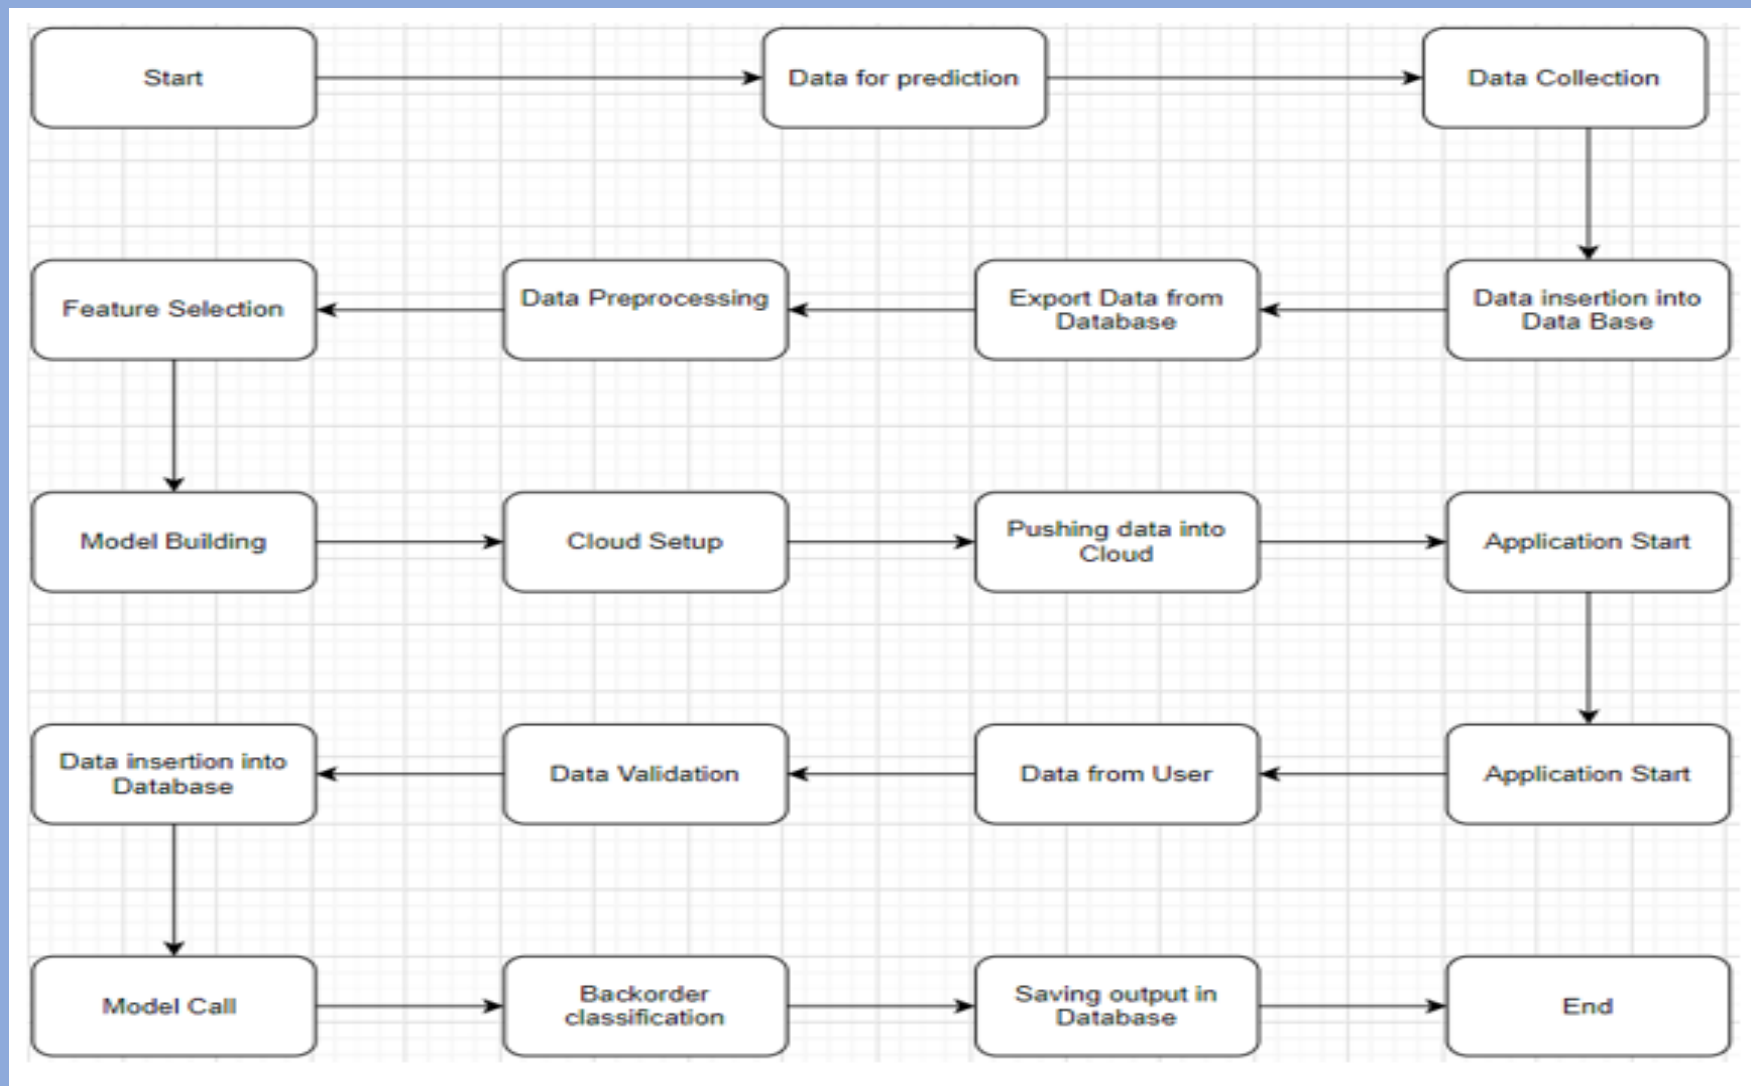 Start
Data for prediction
Data Collection
Feature Selection
Data Preprocessing
Export Data from
Database
Data insertion into
Data Base
Model Building
Cloud Setup
Pushing data into
Cloud
Application Start
Data insertion into
Database
Data Validation
Data from User
Application Start
Model Call
Backorder
classification
Saving output in
Database
End